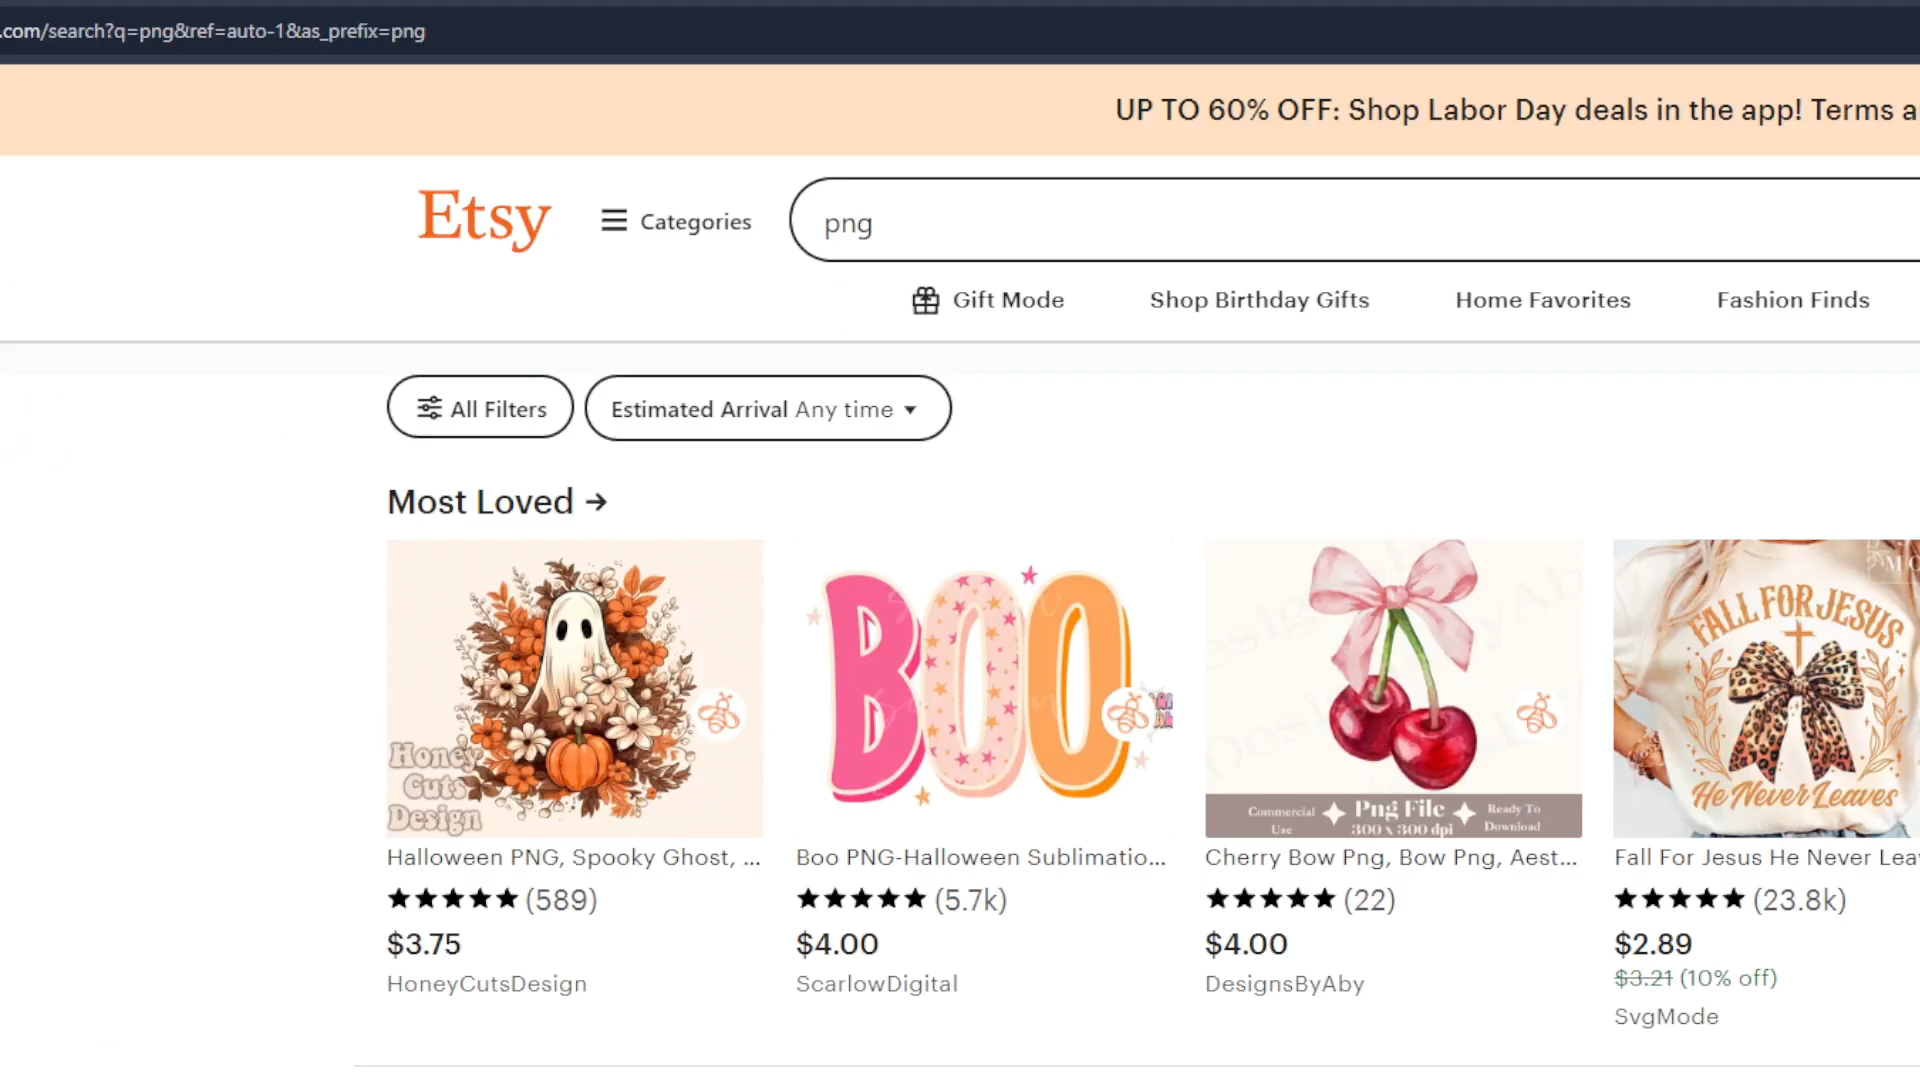 .com/search?q=png&ref=auto-1&as_prefix=png
UP TO 60% OFF: Shop Labor Day deals in the app! Terms a
Etsy
Categories
png
Gift Mode
Shop Birthday Gifts
Home Favorites
Fashion Finds
All Filters
Estimated Arrival Any time
Most Loved →
Honey
Cuts
Design
BOO
Commercial
Use
Png File
300 x 300 dpi
Ready To
Download
FALL FOR JESUS
He Never Leaves
Halloween PNG, Spooky Ghost, ...
Boo PNG-Halloween Sublimatio...
Cherry Bow Png, Bow Png, Aest...
Fall For Jesus He Never Lea
(589)
(5.7k)
(22)
(23.8k)
$3.75
$4.00
$4.00
$2.89
$3.21 (10% off)
HoneyCutsDesign
ScarlowDigital
DesignsByAby
SvgMode